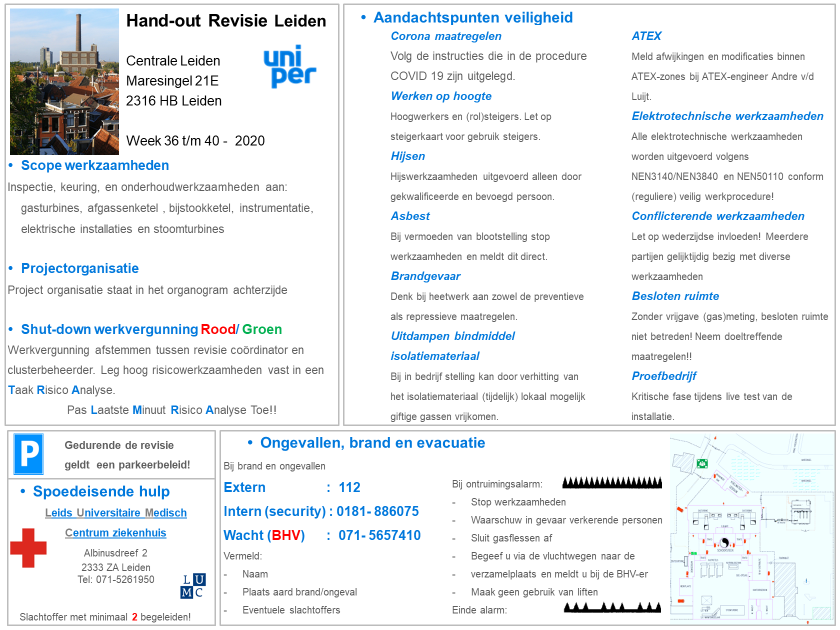 Hand-out Revisie Leiden
Centrale Leiden
Maresingel 21E
2316 HB Leiden
uni
per
Week 36 t/m 40 - 2020
• Scope werkzaamheden
Inspectie, keuring, en onderhoudwerkzaamheden aan:
gasturbines, afgassenketel , bijstookketel, instrumentatie,
elektrische installaties en stoomturbines
• Projectorganisatie
Project organisatie staat in het organogram achterzijde
• Shut-down werkvergunning Rood/ Groen
Werkvergunning afstemmen tussen revisie coördinator en
clusterbeheerder. Leg hoog risicowerkzaamheden vast in een
Taak Risico Analyse.
Pas Laatste Minuut Risico Analyse Toe!!
• Aandachtspunten veiligheid
Corona maatregelen
Volg de instructies die in de procedure
COVID 19 zijn uitgelegd.
Werken op hoogte
Hoogwerkers en (rol)steigers. Let op
steigerkaart voor gebruik steigers.
Hijsen
Hijswerkzaamheden uitgevoerd alleen door
gekwalificeerde en bevoegd persoon.
Asbest
Bij vermoeden van blootstelling stop
werkzaamheden en meldt dit direct.
Brandgevaar
Denk bij heetwerk aan zowel de preventieve
als repressieve maatregelen.
Uitdampen bindmiddel
isolatiemateriaal
Bij in bedrijf stelling kan door verhitting van
het isolatiemateriaal (tijdelijk) lokaal mogelijk
giftige gassen vrijkomen.
ATEX
Meld afwijkingen en modificaties binnen
ATEX-zones bij ATEX-engineer Andre v/d
Luijt.
Elektrotechnische werkzaamheden
Alle elektrotechnische werkzaamheden
worden uitgevoerd volgens
NEN3140/NEN3840 en NEN50110 conform
(reguliere) veilig werkprocedure!
Conflicterende werkzaamheden
Let op wederzijdse invloeden! Meerdere
partijen gelijktijdig bezig met diverse
werkzaamheden
Besloten ruimte
Zonder vrijgave (gas)meting, besloten ruimte
niet betreden! Neem doeltreffende
maatregelen!!
Proefbedrijf
Kritische fase tijdens live test van de
installatie.
P
Gedurende de revisie
geldt een parkeerbeleid!
• Spoedeisende hulp
Leids Universitaire Medisch
Centrum ziekenhuis
Albinusdreef 2
2333 ZA Leiden
Tel: 071-5261950
L U
M C
Slachtoffer met minimaal 2 begeleiden!
• Ongevallen, brand en evacuatie
Bij brand en ongevallen
Extern : 112
Intern (security) : 0181- 886075
Wacht (BHV) : 071- 5657410
Vermeld:
- Naam
- Plaats aard brand/ongeval
- Eventuele slachtoffers
Bij ontruimingsalarm:
- Stop werkzaamheden
- Waarschuw in gevaar verkerende personen
- Sluit gasflessen af
- Begeef u via de vluchtwegen naar de
- verzamelplaats en meldt u bij de BHV-er
- Maak geen gebruik van liften
Einde alarm: